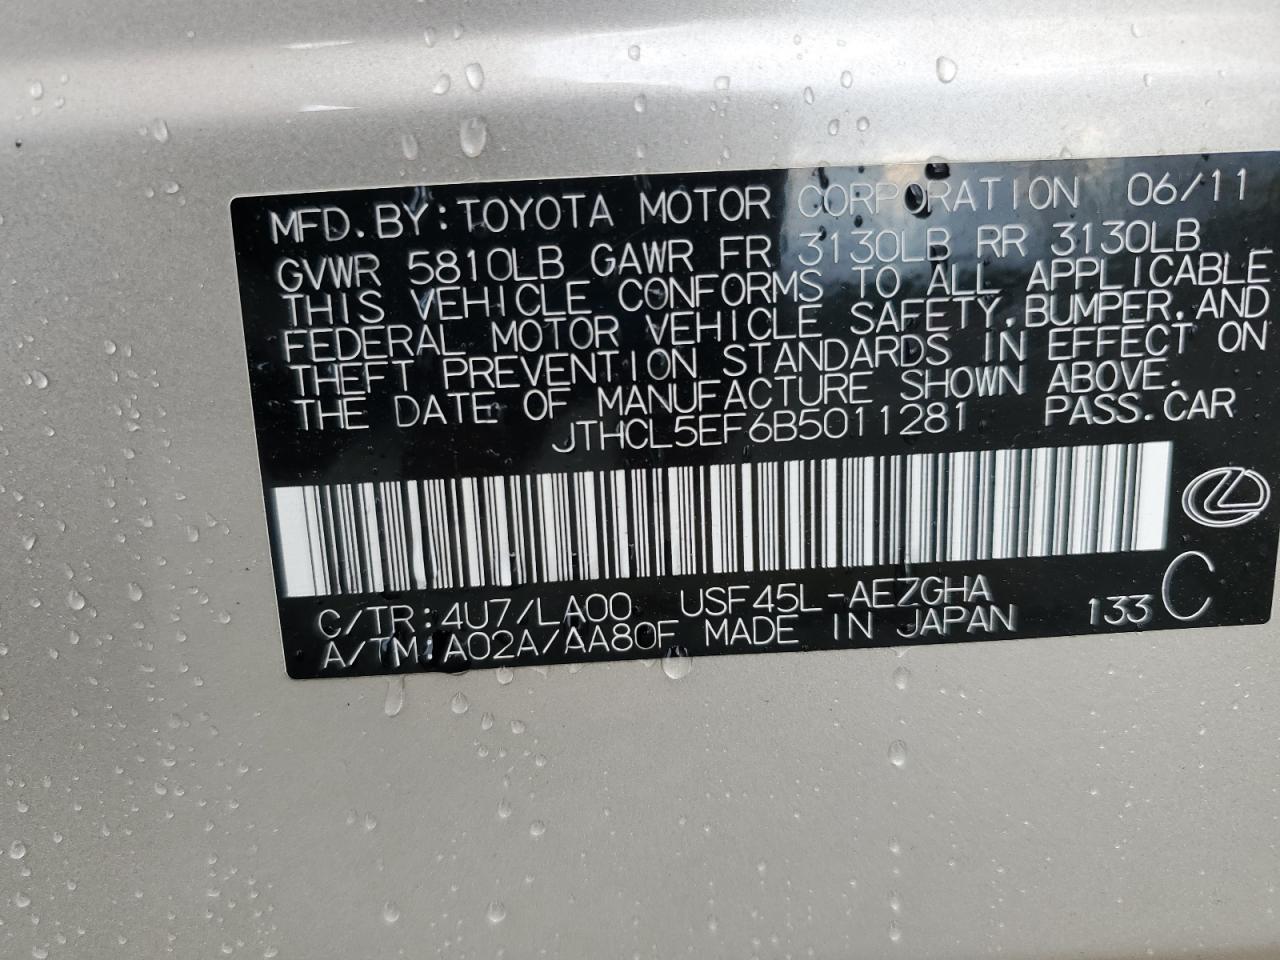 MFD. BY: TOYOTA MOTOR CORPORATION 06/11
GVWR 5810LB GAWR FR 3130LB RR 3130LB
THIS VEHICLE CONFORMS TO ALL APPLICABLE
FEDERAL MOTOR VEHICLE SAFETY, BUMPER, AND
THEFT PREVENTION STANDARDS IN EFFECT ON
THE DATE OF MANUFACTURE SHOWN ABOVE.
JTHCL5EF6B5011281 PASS. CAR
C/TR: 4U7/LA00 USF45L-AEZGHA
A/TM: A02A/AA80F MADE IN JAPAN 133 C